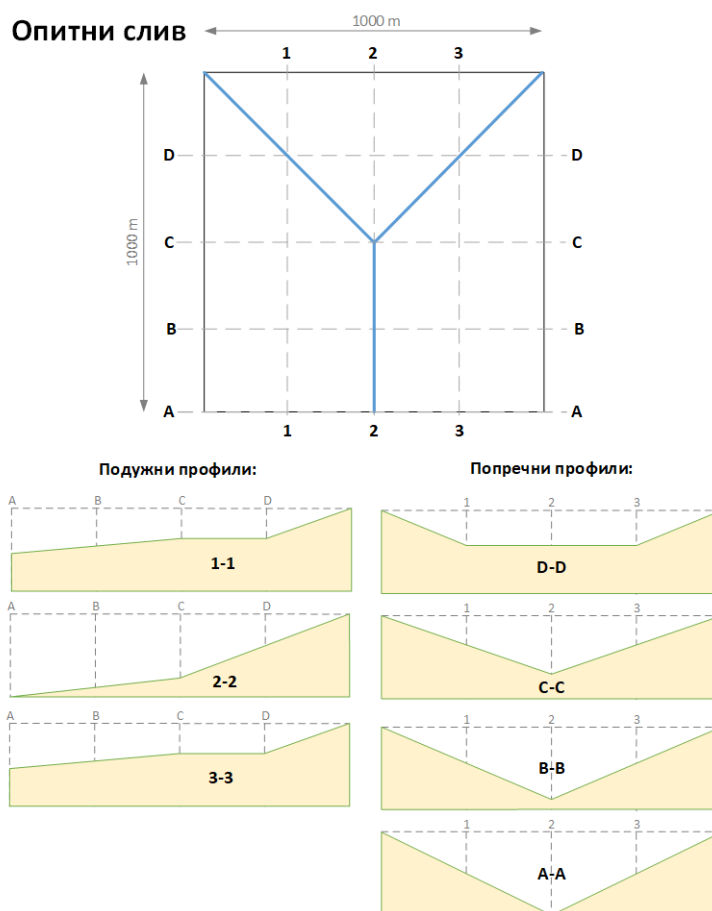 Опитни слив
1000 m
1 2 3
1000 m
D D
C C
B B
A A
1 2 3
Подужни профили:
Попречни профили:
A B C D
1-1
A B C D
2-2
A B C D
3-3
1 2 3
D-D
1 2 3
C-C
1 2 3
B-B
1 2 3
A-A